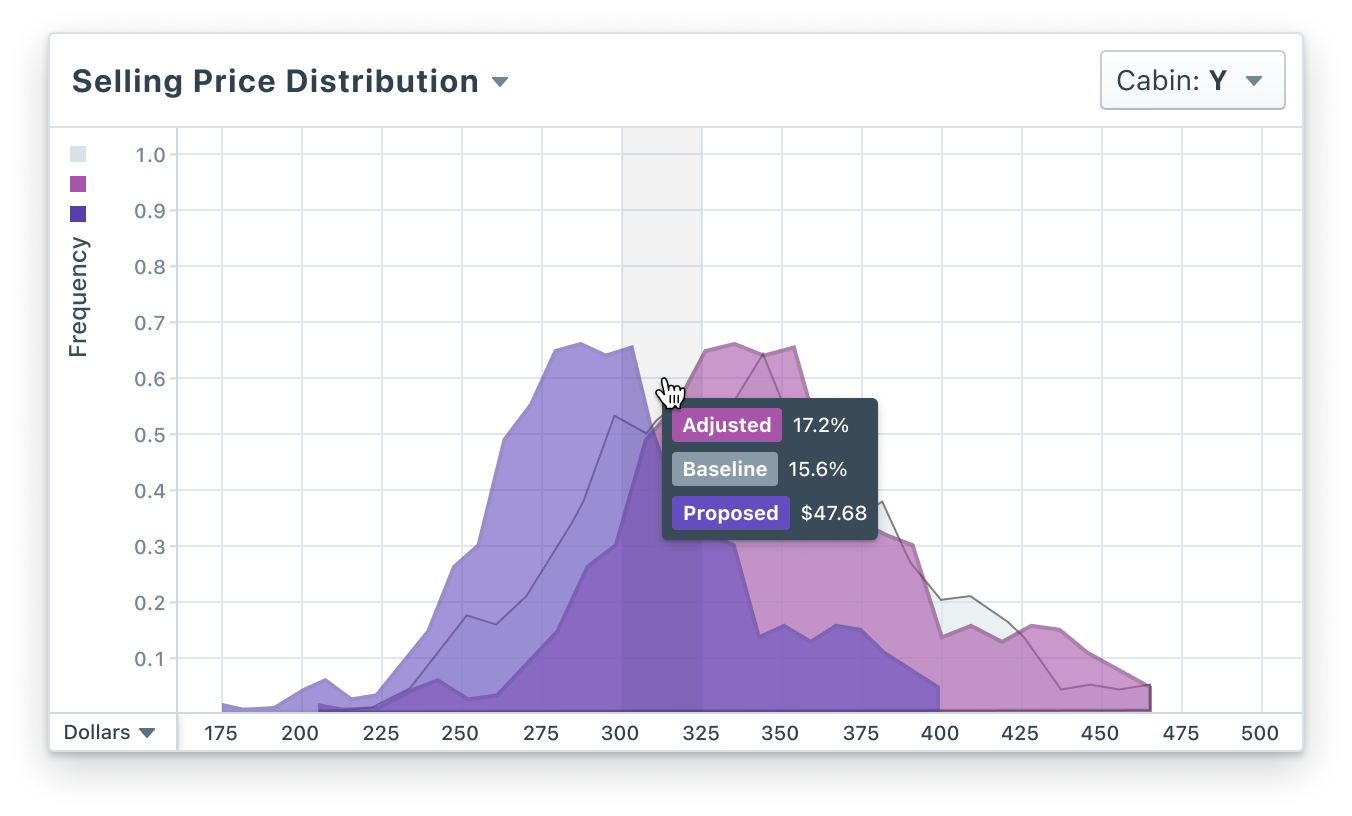 Selling Price Distribution
Cabin: Y
Frequency
1.0
0.9
0.8
0.7
0.6
0.5
0.4
0.3
0.2
0.1
Adjusted 17.2%
Baseline 15.6%
Proposed $47.68
Dollars
175 200 225 250 275 300 325 350 375 400 425 450 475 500